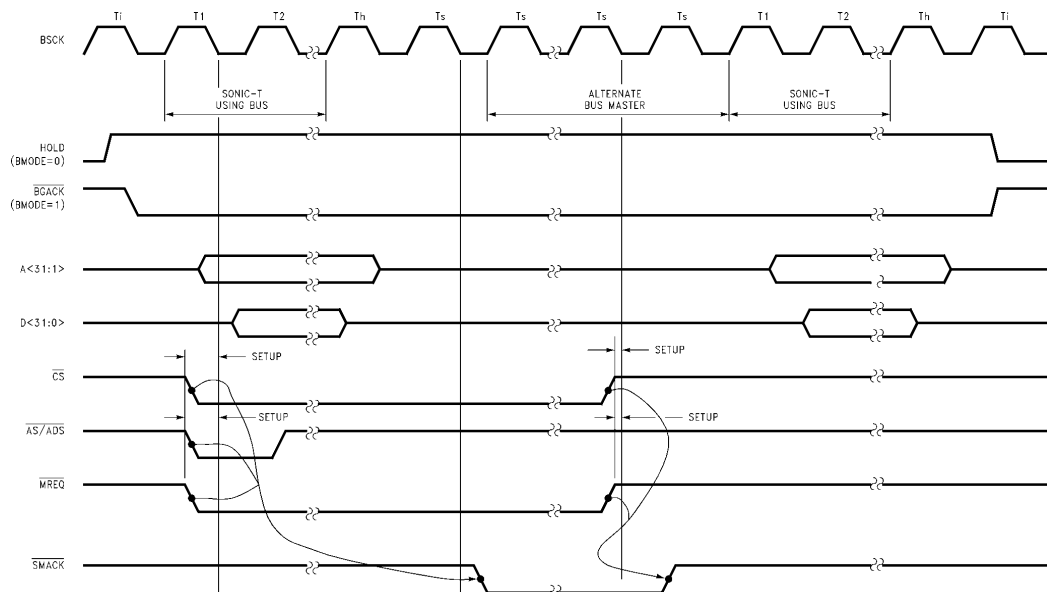 Ti T1 T2 Th Ts Ts Ts Ts T1 T2 Th Ti
BSCK
SONIC-T
USING BUS
ALTERNATE
BUS MASTER
SONIC-T
USING BUS
HOLD
(BMODE=0)
BGACK
(BMODE=1)
A<31:1>
D<31:0>
SETUP
SETUP
CS
SETUP
SETUP
AS/ADS
MREQ
SMACK